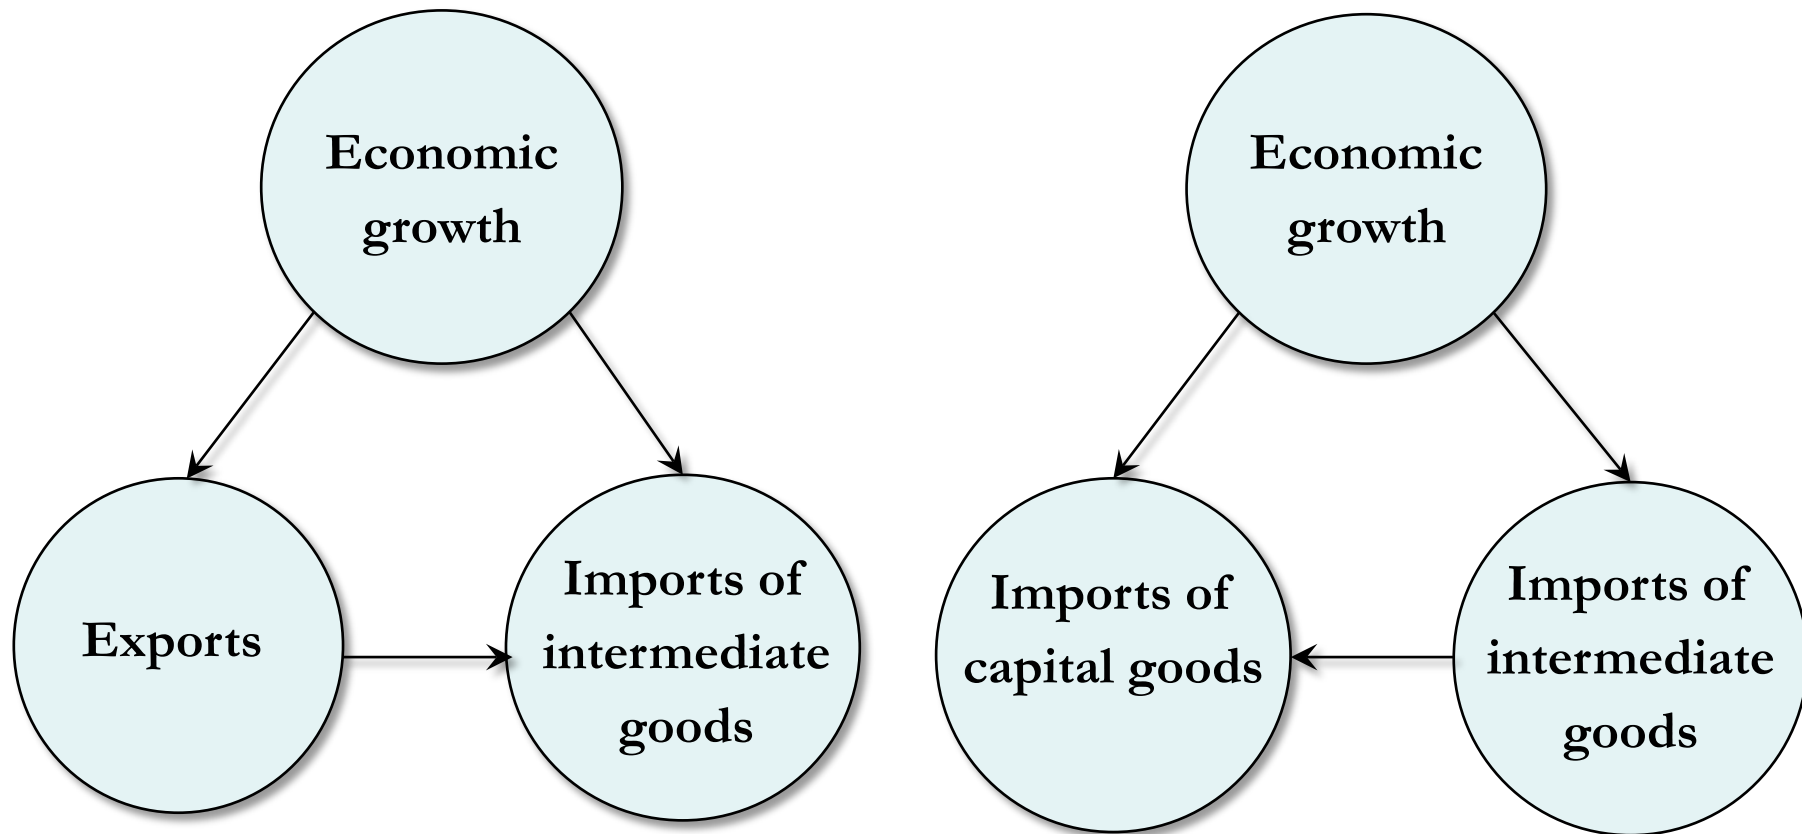 Economic
growth
Exports
Imports of
intermediate
goods
Economic
growth
Imports of
capital goods
Imports of
intermediate
goods